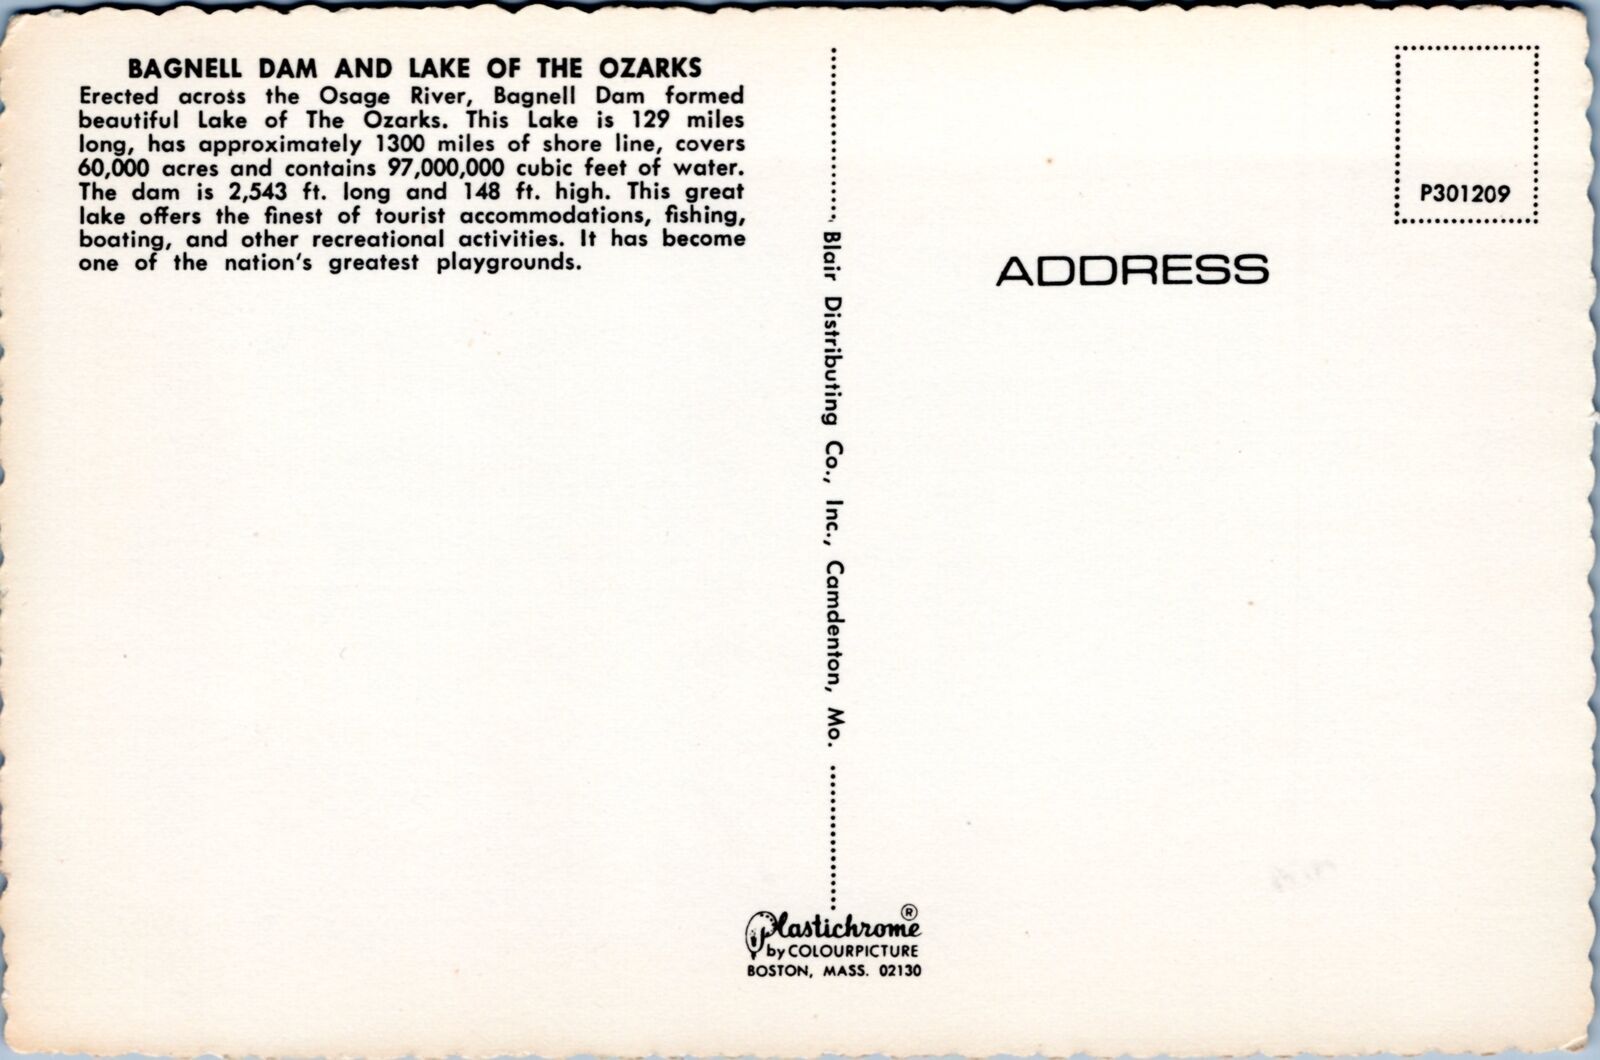 BAGNELL DAM AND LAKE OF THE OZARKS
Erected across the Osage River, Bagnell Dam formed
beautiful Lake of The Ozarks. This Lake is 129 miles
long, has approximately 1300 miles of shore line, covers
60,000 acres and contains 97,000,000 cubic feet of water.
The dam is 2,543 ft. long and 148 ft. high. This great
lake offers the finest of tourist accommodations, fishing,
boating, and other recreational activities. It has become
one of the nation's greatest playgrounds.
Blair Distributing Co., Inc., Camdenton, Mo.
P301209
ADDRESS
Plastichrome ®
by COLOURPICTURE
BOSTON, MASS. 02130